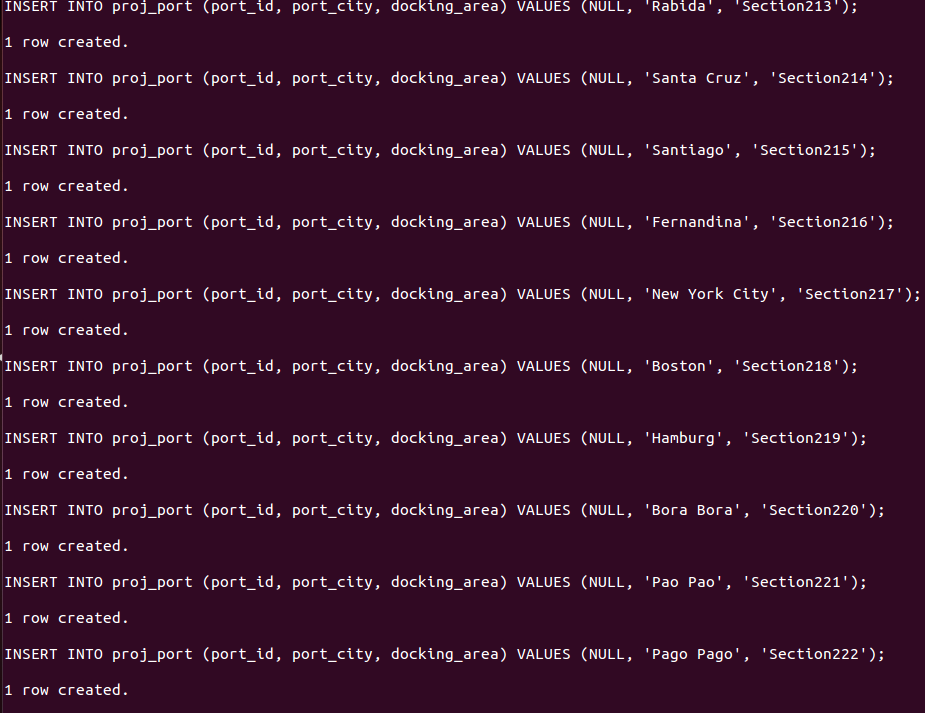 INSERT INTO proj_port (port_id, port_city, docking_area) VALUES (NULL, 'Rabida', 'Section213');
1 row created.
INSERT INTO proj_port (port_id, port_city, docking_area) VALUES (NULL, 'Santa Cruz', 'Section214');
1 row created.
INSERT INTO proj_port (port_id, port_city, docking_area) VALUES (NULL, 'Santiago', 'Section215');
1 row created.
INSERT INTO proj_port (port_id, port_city, docking_area) VALUES (NULL, 'Fernandina', 'Section216');
1 row created.
INSERT INTO proj_port (port_id, port_city, docking_area) VALUES (NULL, 'New York City', 'Section217');
1 row created.
INSERT INTO proj_port (port_id, port_city, docking_area) VALUES (NULL, 'Boston', 'Section218');
1 row created.
INSERT INTO proj_port (port_id, port_city, docking_area) VALUES (NULL, 'Hamburg', 'Section219');
1 row created.
INSERT INTO proj_port (port_id, port_city, docking_area) VALUES (NULL, 'Bora Bora', 'Section220');
1 row created.
INSERT INTO proj_port (port_id, port_city, docking_area) VALUES (NULL, 'Pao Pao', 'Section221');
1 row created.
INSERT INTO proj_port (port_id, port_city, docking_area) VALUES (NULL, 'Pago Pago', 'Section222');
1 row created.